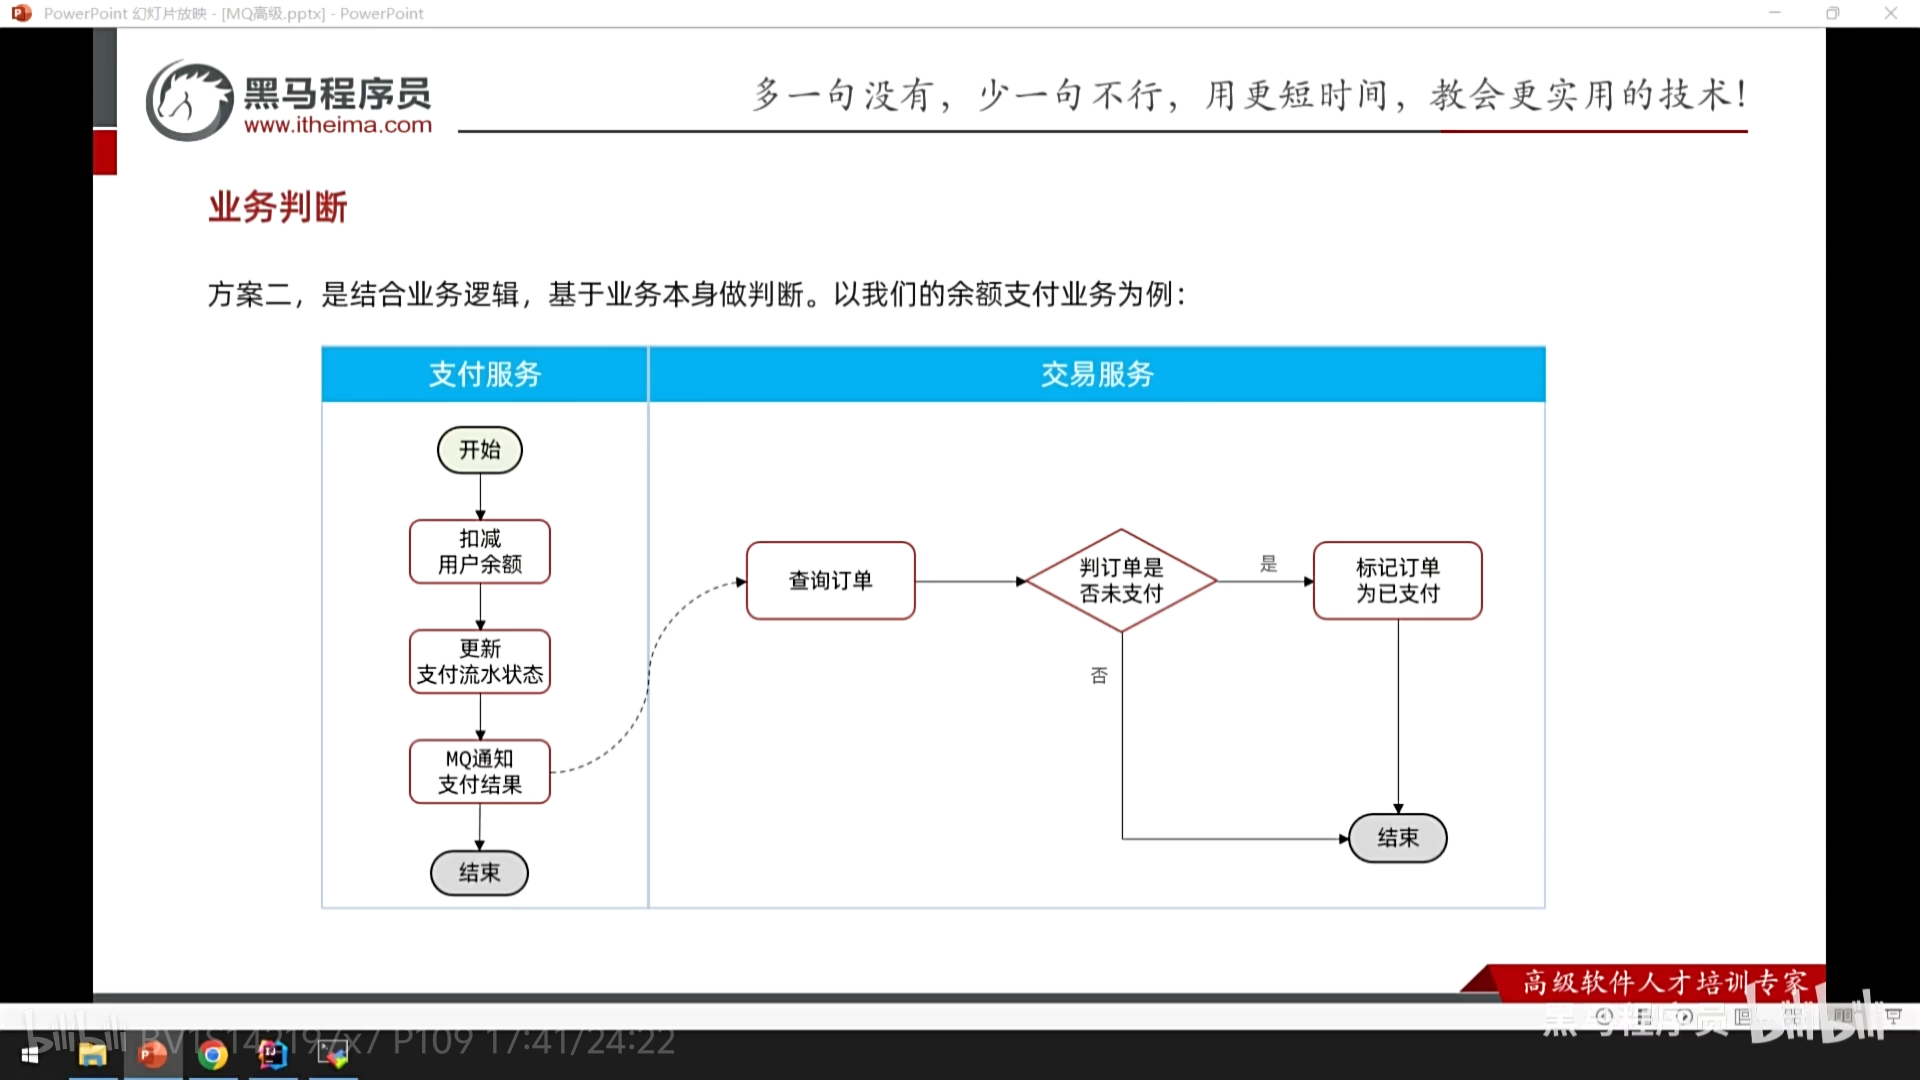 PowerPoint 幻灯片放映 - [MQ高级.pptx] - PowerPoint
黑马程序员
www.itheima.com
多一句没有，少一句不行，用更短时间，教会更实用的技术！
业务判断
方案二，是结合业务逻辑，基于业务本身做判断。以我们的余额支付业务为例：
支付服务
交易服务
开始
扣减
用户余额
更新
支付流水状态
MQ通知
支付结果
结束
查询订单
判订单是
否未支付
是
否
标记订单
为已支付
结束
高级软件人才培训专家
黑马程序员
bilibili
bilibili
P109 17:41/24:22